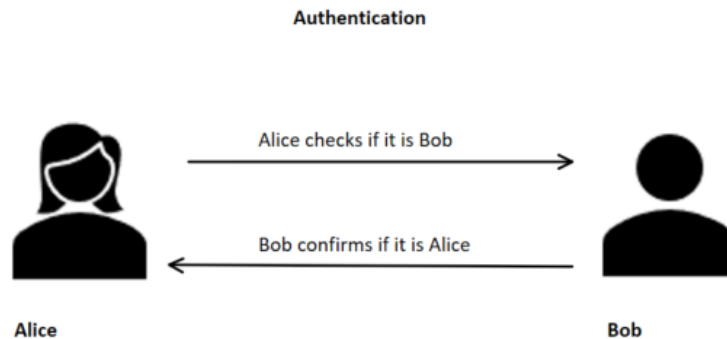 Authentication
Alice checks if it is Bob
Bob confirms if it is Alice
Alice
Bob